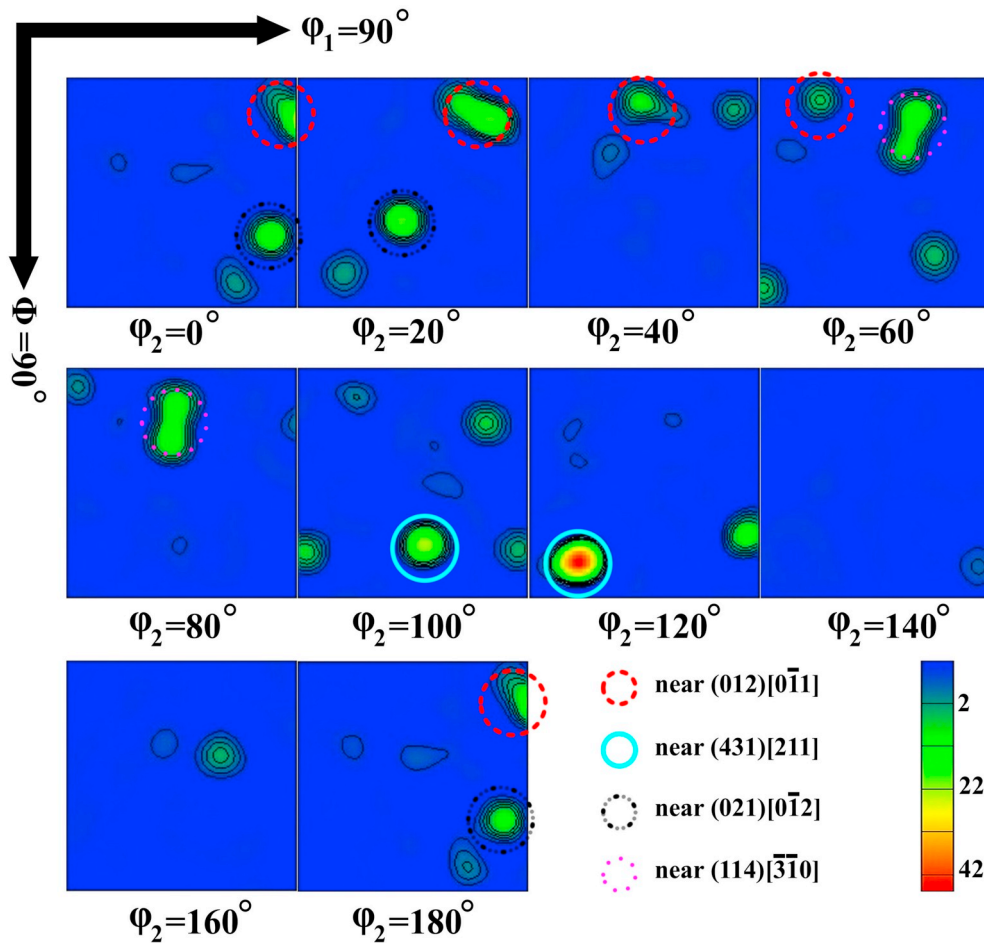 φ₁=90°
Φ=90°
φ₂=0°
φ₂=20°
φ₂=40°
φ₂=60°
φ₂=80°
φ₂=100°
φ₂=120°
φ₂=140°
φ₂=160°
φ₂=180°
near (012)[01̅1]
near (431)[211]
near (021)[01̅2]
near (114)[3̅1̅0]
2
22
42